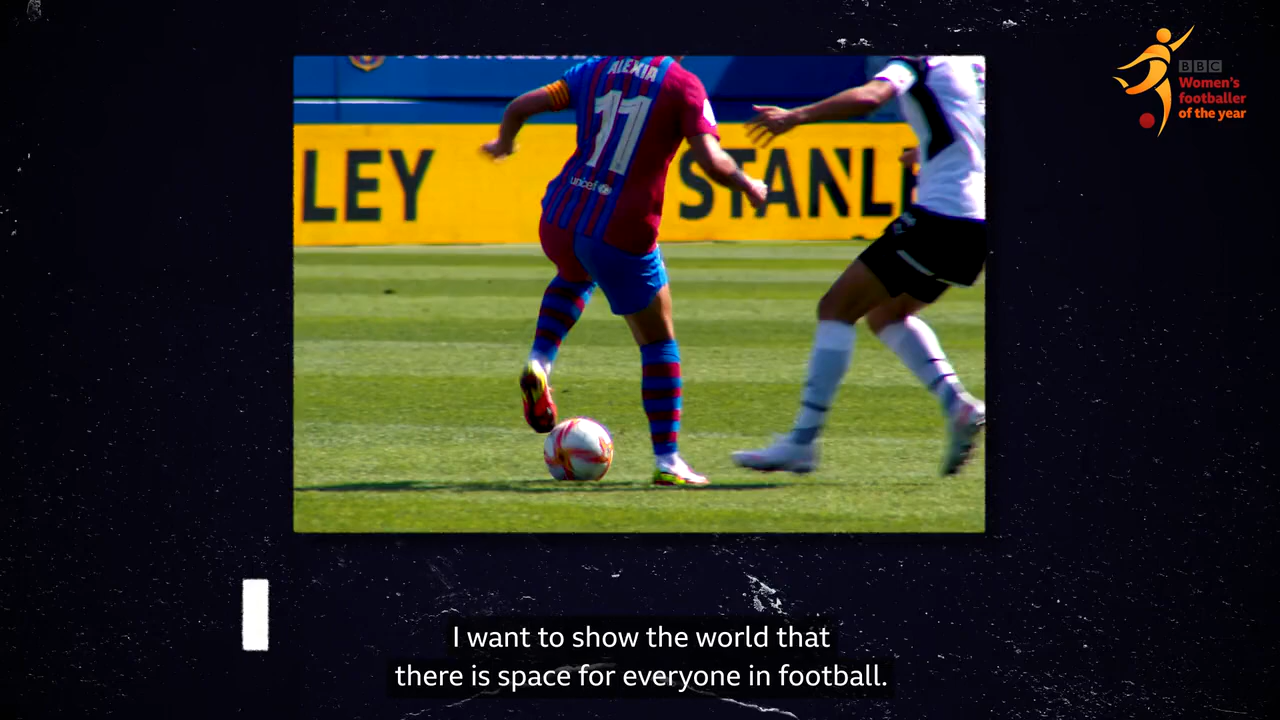 BBC
Women's
footballer
of the year
ALEXIA
11
unicef
LEY
STANLE
I want to show the world that
there is space for everyone in football.